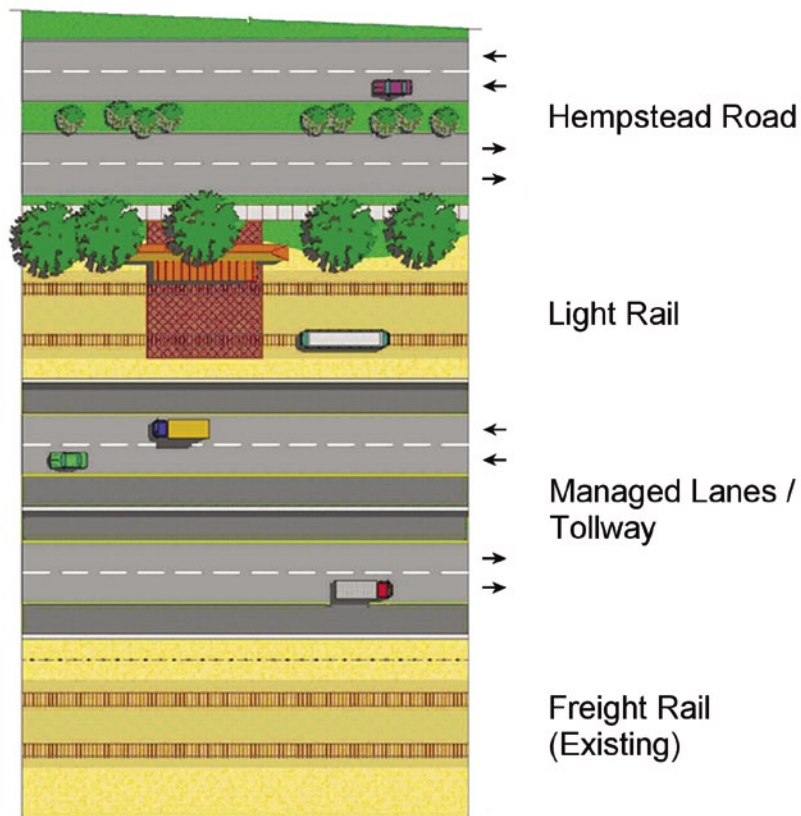 Hempstead Road
Light Rail
Managed Lanes /
Tollway
Freight Rail
(Existing)